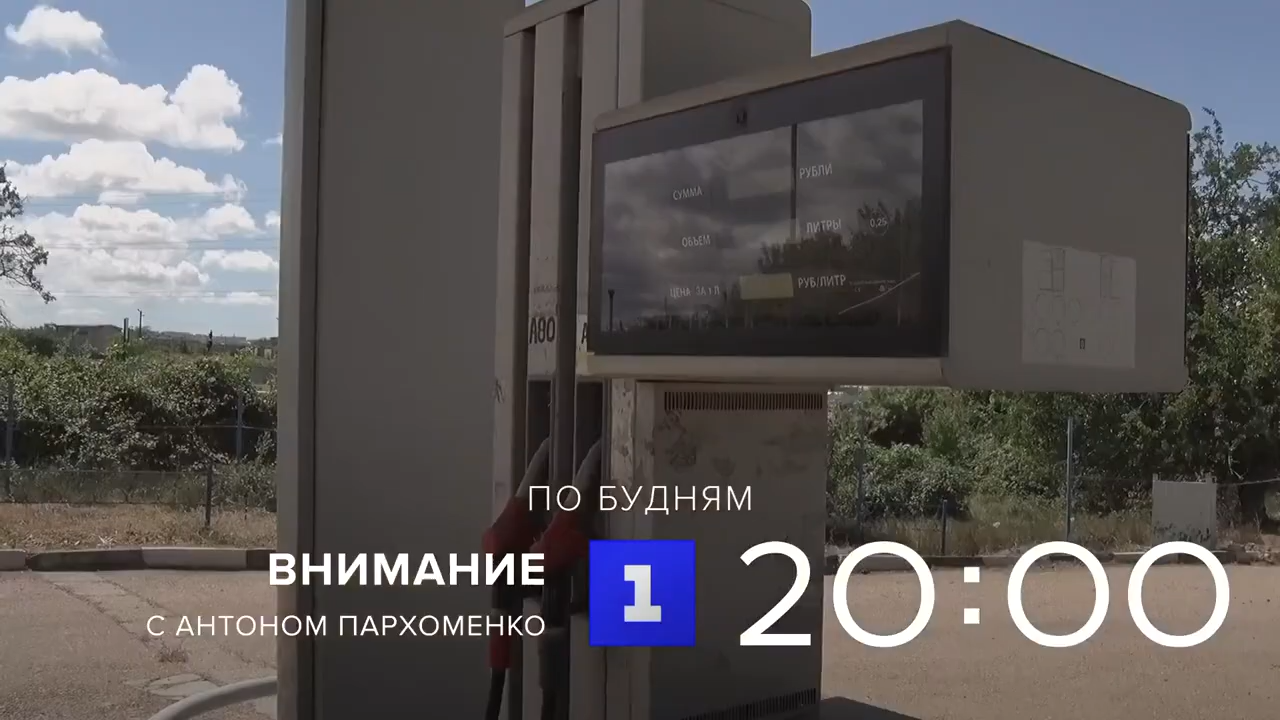 СУММА РУБЛИ
ОБЪЕМ ЛИТРЫ 0,25
ЦЕНА ЗА 1 Л РУБ/ЛИТР
А80
ПО БУДНЯМ
ВНИМАНИЕ
С АНТОНОМ ПАРХОМЕНКО
1
20:00